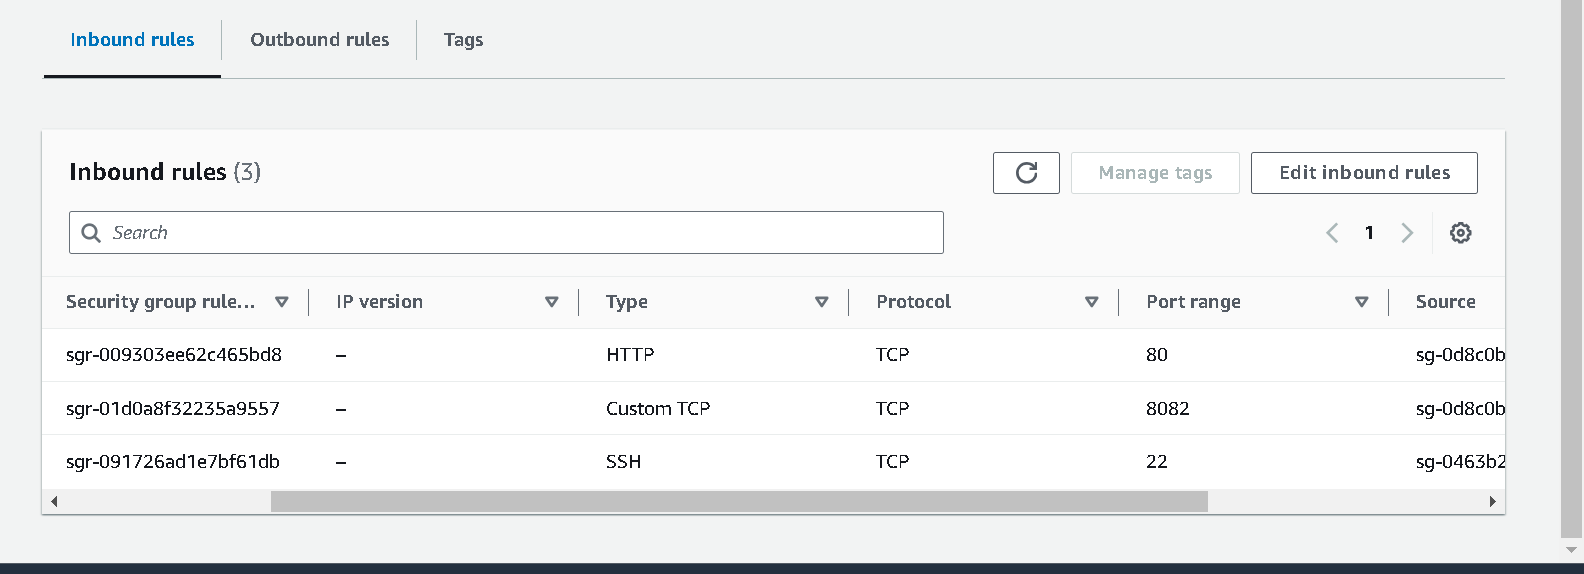 Inbound rules
Outbound rules
Tags
Inbound rules (3)
Manage tags
Edit inbound rules
Search
1
Security group rule... IP version Type Protocol Port range Source
sgr-009303ee62c465bd8 – HTTP TCP 80 sg-0d8c0b
sgr-01d0a8f32235a9557 – Custom TCP TCP 8082 sg-0d8c0b
sgr-091726ad1e7bf61db – SSH TCP 22 sg-0463b2